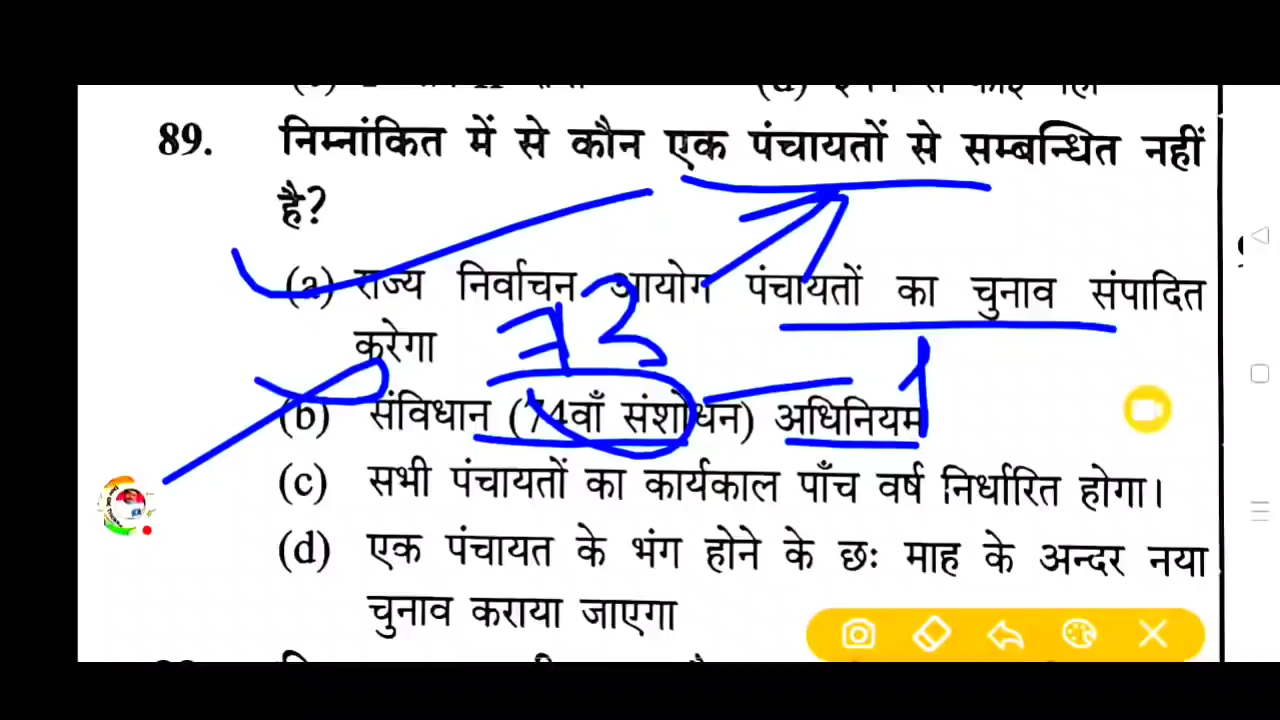 89. निम्नांकित में से कौन एक पंचायतों से सम्बन्धित नहीं
है?
(a) राज्य निर्वाचन आयोग पंचायतों का चुनाव संपादित
करेगा
73
(b) संविधान (74वाँ संशोधन) अधिनियम
(c) सभी पंचायतों का कार्यकाल पाँच वर्ष निर्धारित होगा।
(d) एक पंचायत के भंग होने के छः माह के अन्दर नया
चुनाव कराया जाएगा